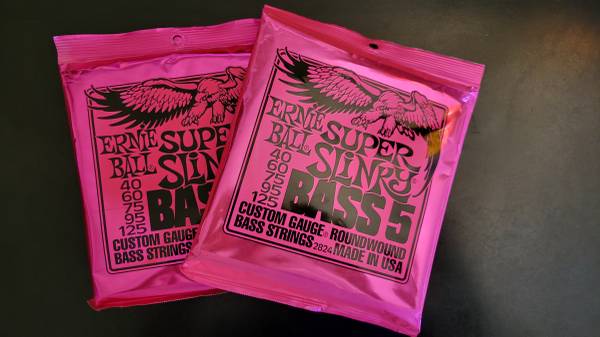 ERNIE
BALL®
SUPER
SLINKY
BA
40
60
75
95
125
CUSTOM GAUGE
BASS STRINGS
ERNIE
BALL®
SUPER
SLINKY®
BASS 5
40
60
75
95
125
CUSTOM GAUGE® ROUNDWOUND
BASS STRINGS 2824 MADE IN USA